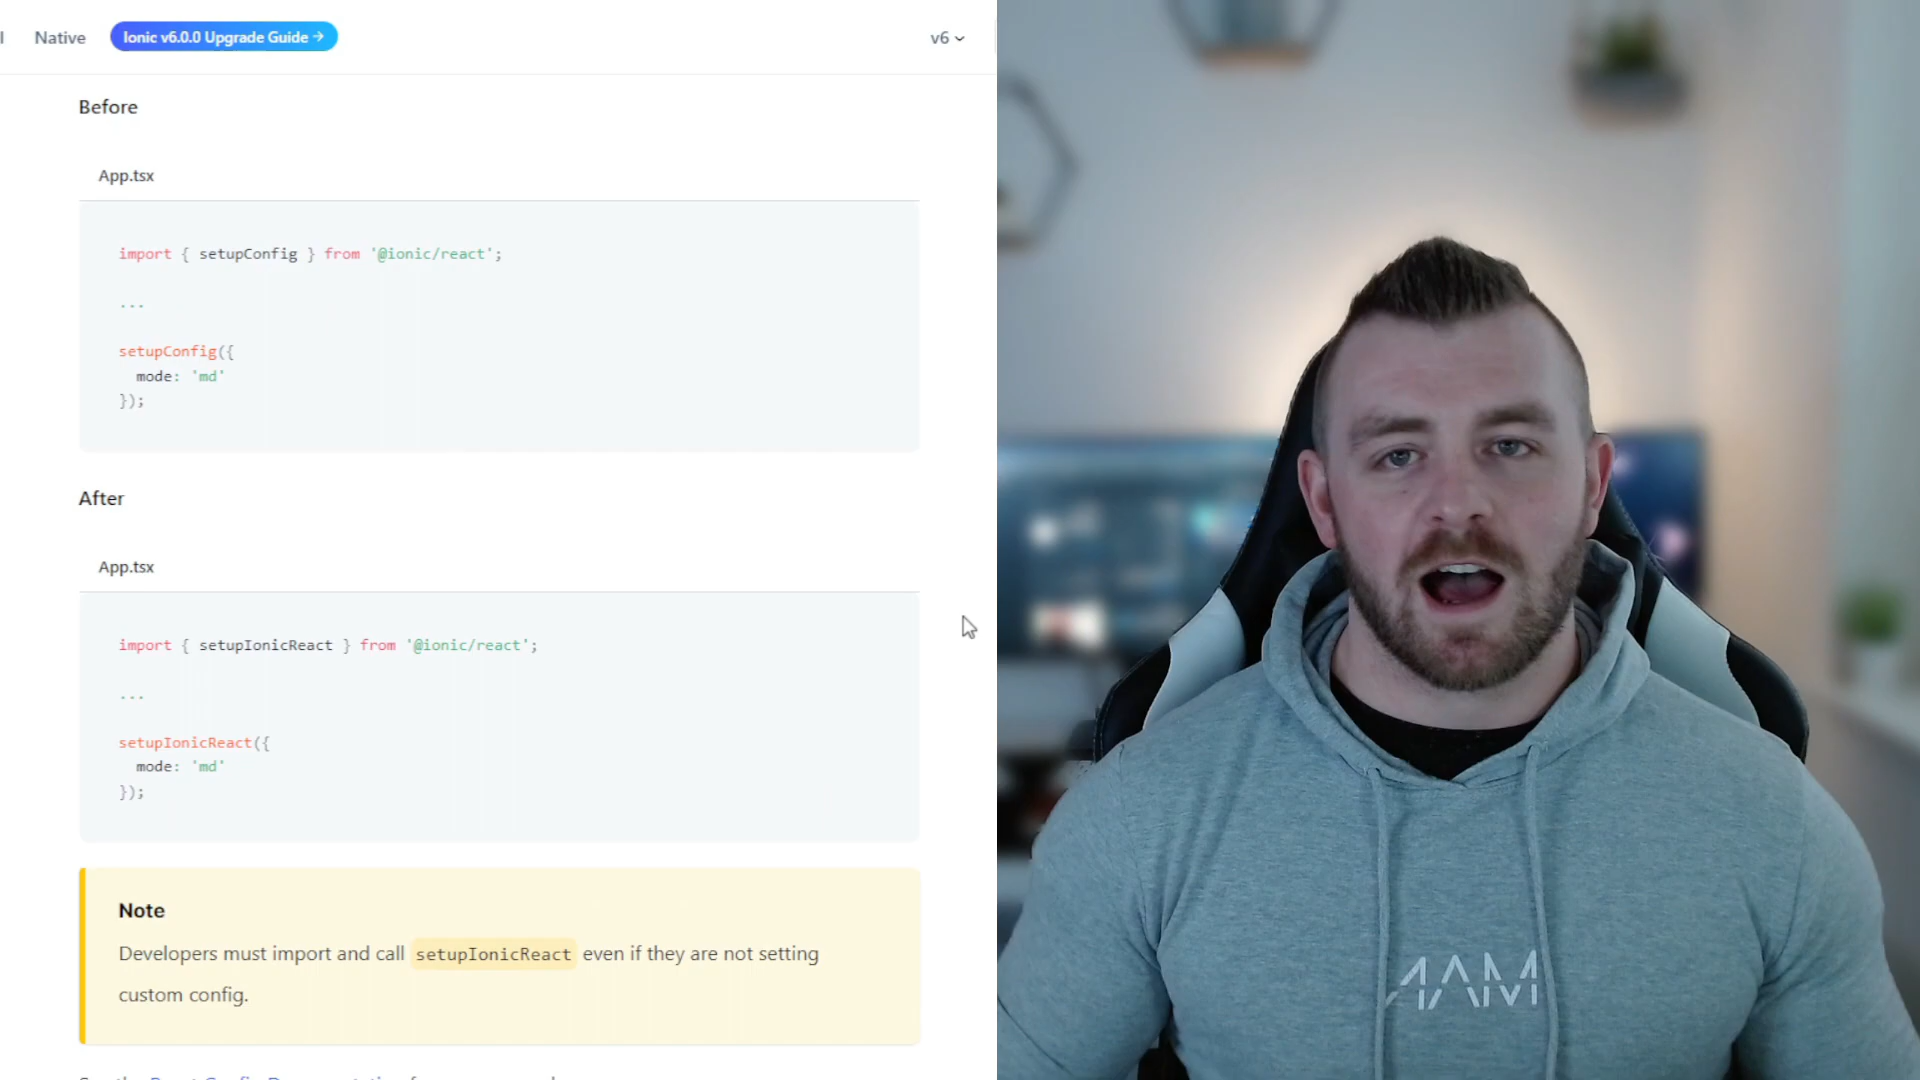 Native
Ionic v6.0.0 Upgrade Guide →
v6
Before
App.tsx
import { setupConfig } from '@ionic/react';
...
setupConfig({
mode: 'md'
});
After
App.tsx
import { setupIonicReact } from '@ionic/react';
...
setupIonicReact({
mode: 'md'
});
Note
Developers must import and call setupIonicReact even if they are not setting
custom config.